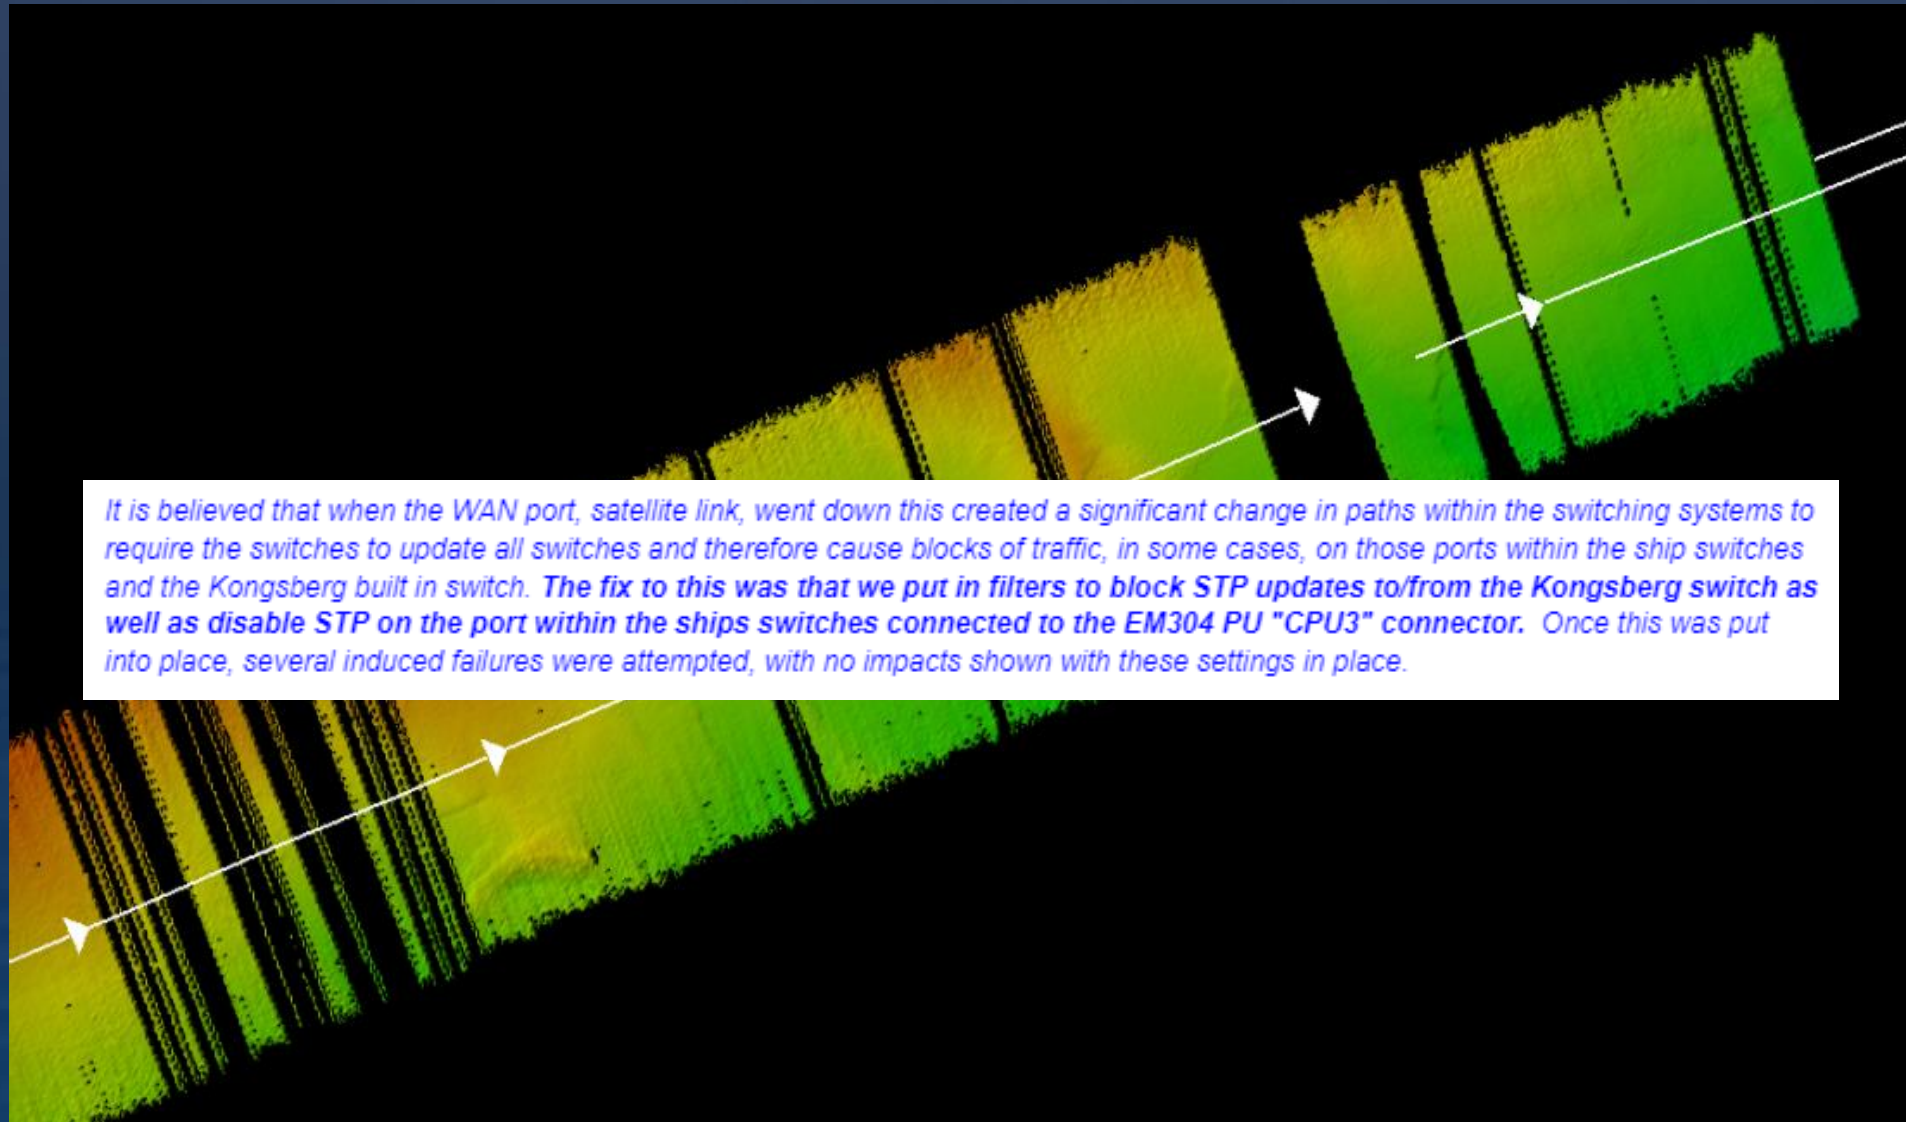 It is believed that when the WAN port, satellite link, went down this created a significant change in paths within the switching systems to
require the switches to update all switches and therefore cause blocks of traffic, in some cases, on those ports within the ship switches
and the Kongsberg built in switch. The fix to this was that we put in filters to block STP updates to/from the Kongsberg switch as
well as disable STP on the port within the ships switches connected to the EM304 PU "CPU3" connector. Once this was put
into place, several induced failures were attempted, with no impacts shown with these settings in place.